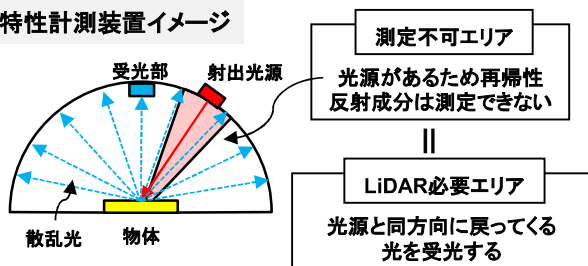 特性計測装置イメージ
受光部
射出光源
散乱光
物体
測定不可エリア
光源があるため再帰性
反射成分は測定できない
=
LiDAR必要エリア
光源と同方向に戻ってくる
光を受光する